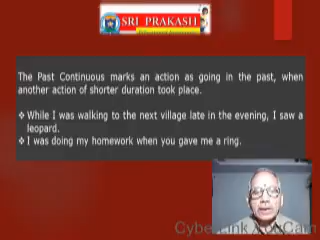 SRI PRAKASH
The Past Continuous marks an action as going in the past, when
another action of shorter duration took place.
❖ While I was walking to the next village late in the evening, I saw a
leopard.
❖ I was doing my homework when you gave me a ring.
CyberLink YouCam